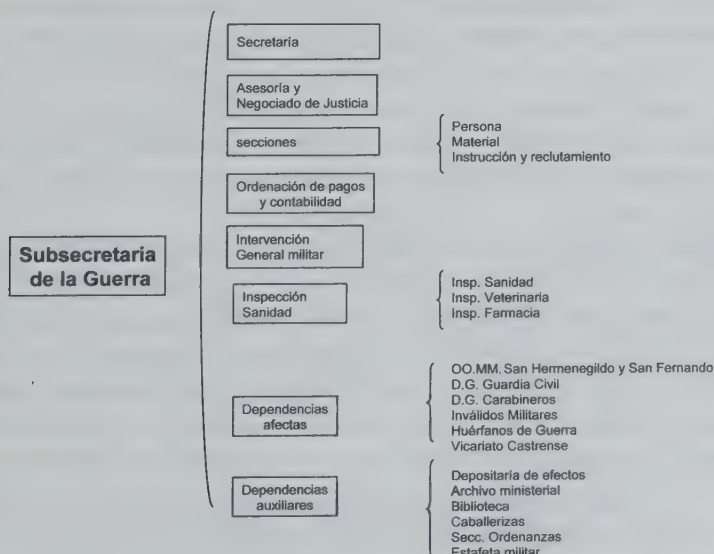 Subsecretaria
de la Guerra
Secretaría
Asesoría y
Negociado de Justicia
secciones
Persona
Material
Instrucción y reclutamiento
Ordenación de pagos
y contabilidad
Intervención
General militar
Inspección
Sanidad
Insp. Sanidad
Insp. Veterinaria
Insp. Farmacia
Dependencias
afectas
OO.MM. San Hermenegildo y San Fernando
D.G. Guardia Civil
D.G. Carabineros
Inválidos Militares
Huérfanos de Guerra
Vicariato Castrense
Dependencias
auxiliares
Depositaría de efectos
Archivo ministerial
Biblioteca
Caballerizas
Secc. Ordenanzas
Estafeta militar